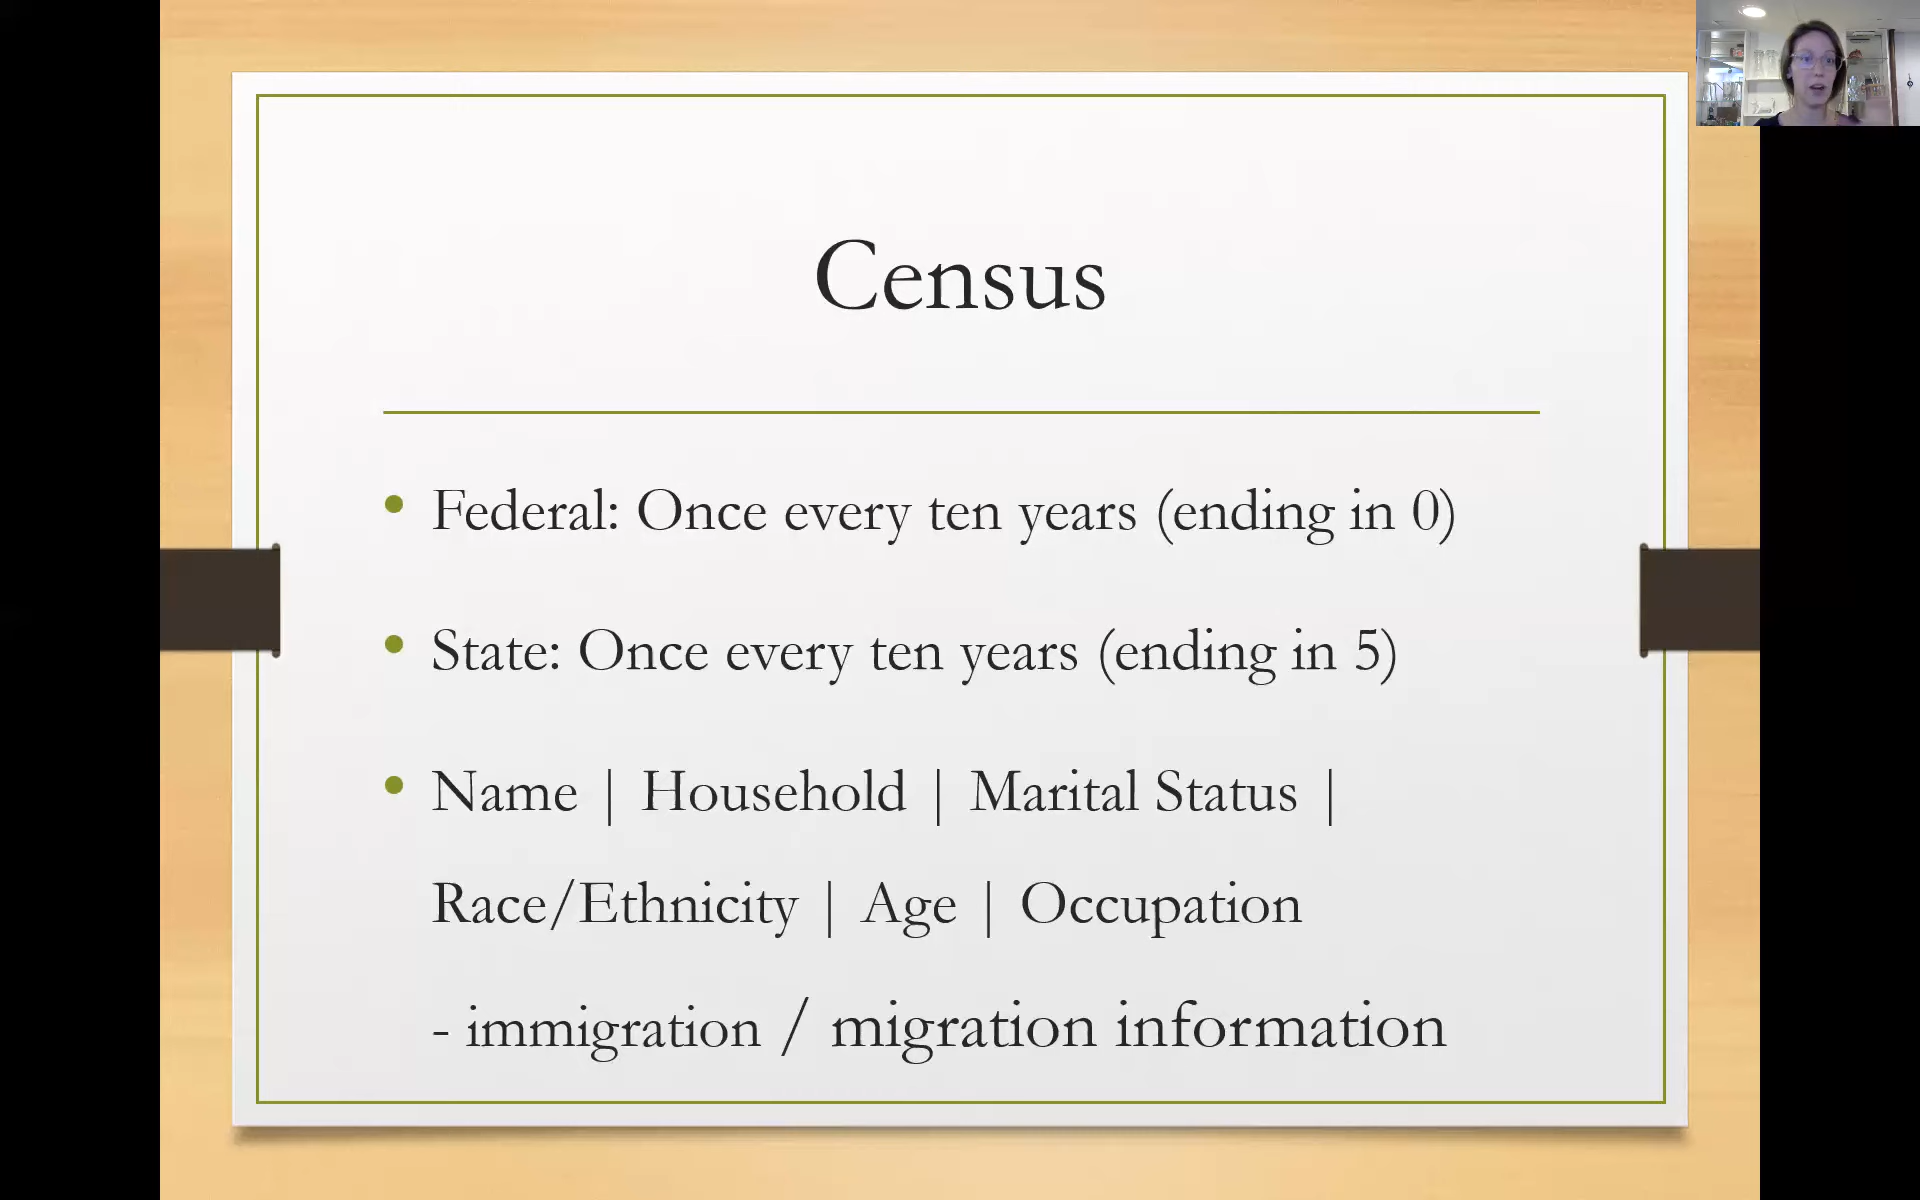 Census
• Federal: Once every ten years (ending in 0)
• State: Once every ten years (ending in 5)
• Name | Household | Marital Status |
Race/Ethnicity | Age | Occupation
- immigration / migration information